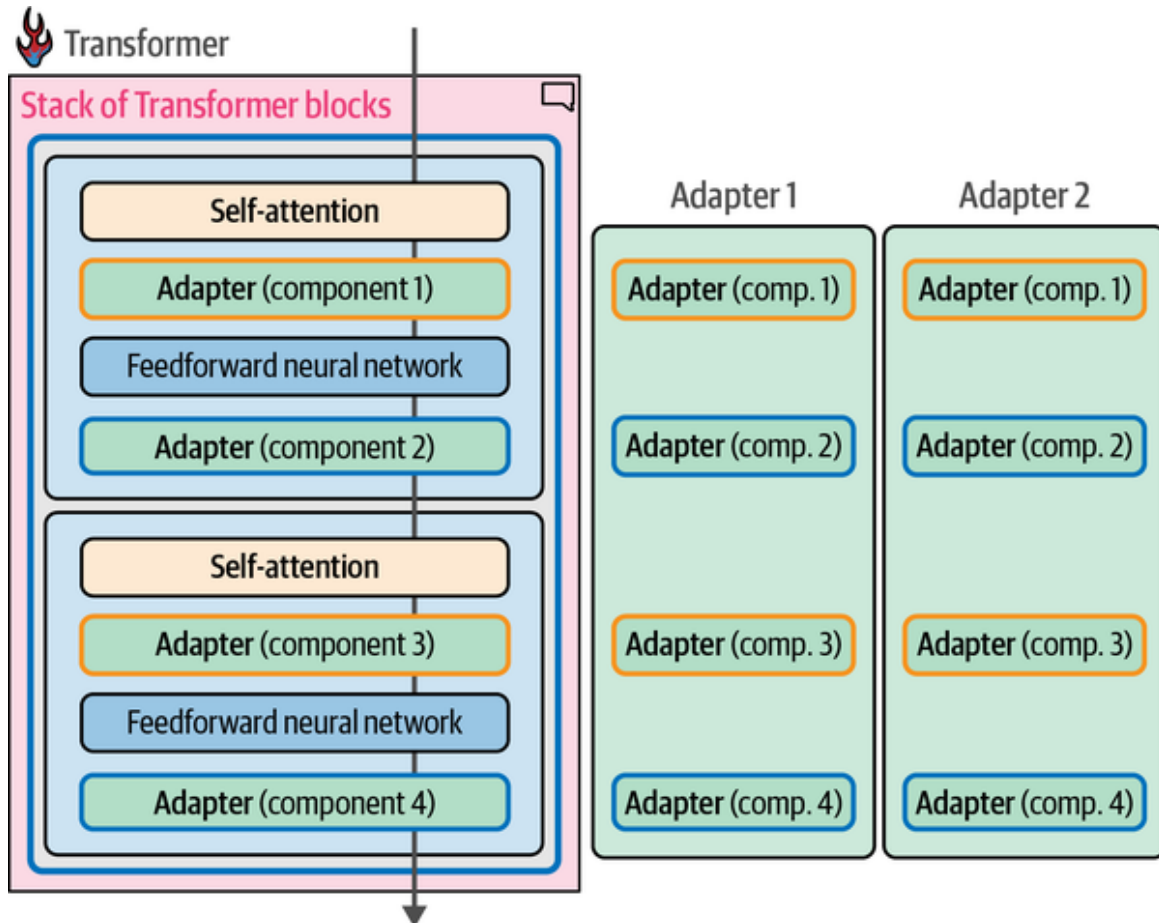 Transformer
Stack of Transformer blocks
Self-attention
Adapter (component 1)
Feedforward neural network
Adapter (component 2)
Self-attention
Adapter (component 3)
Feedforward neural network
Adapter (component 4)
Adapter 1
Adapter (comp. 1)
Adapter (comp. 2)
Adapter (comp. 3)
Adapter (comp. 4)
Adapter 2
Adapter (comp. 1)
Adapter (comp. 2)
Adapter (comp. 3)
Adapter (comp. 4)